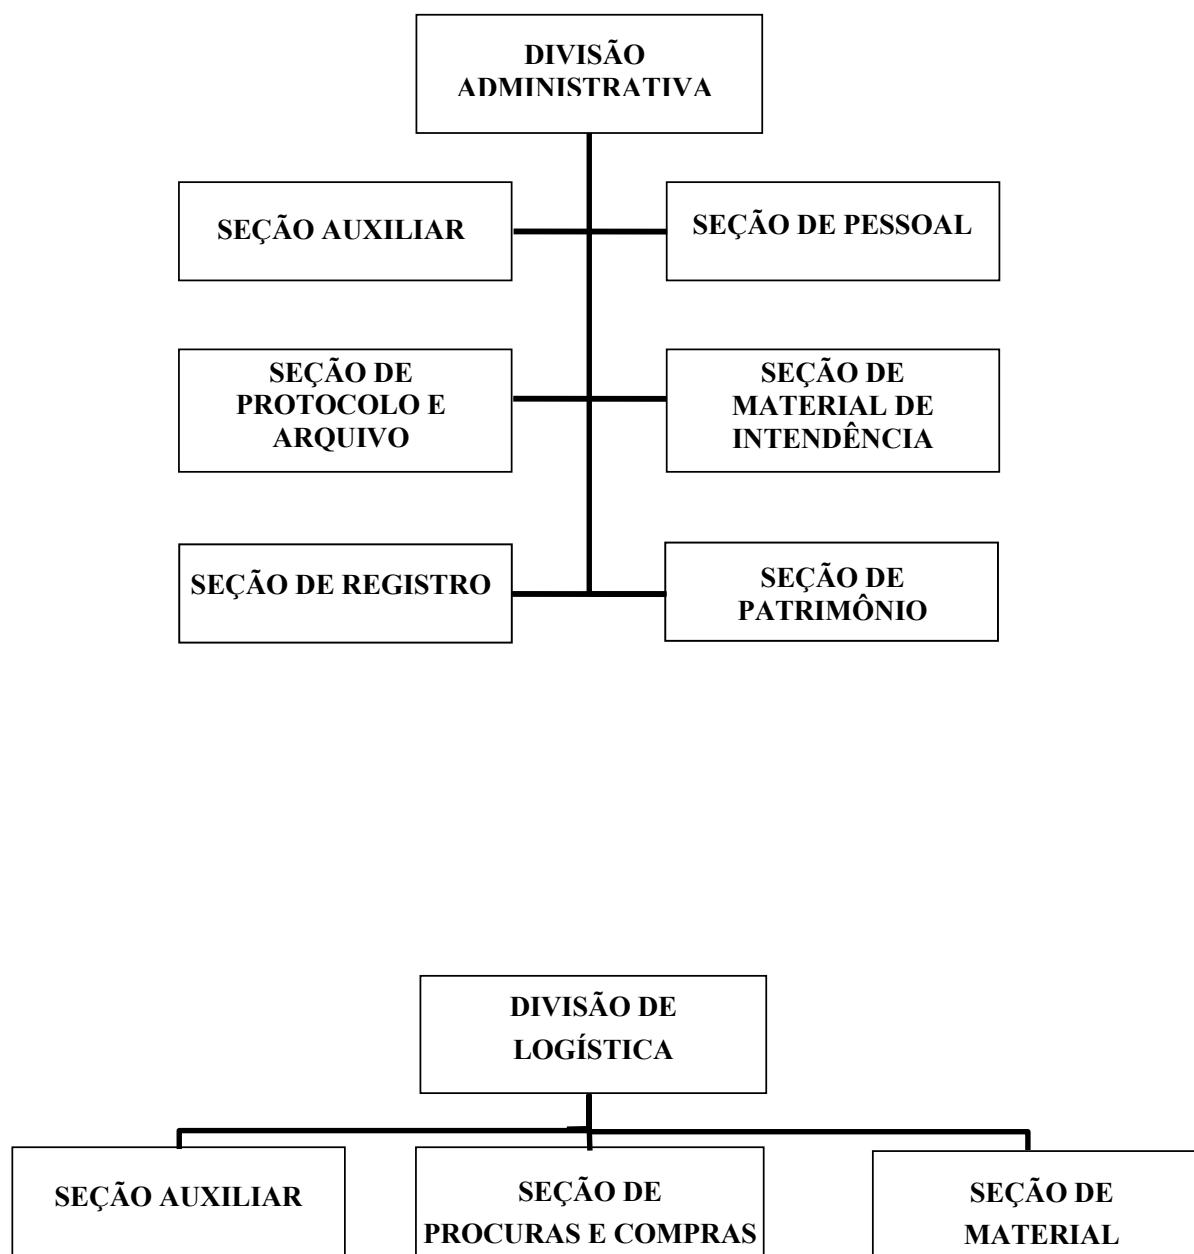 DIVISÃO
ADMINISTRATIVA
SEÇÃO AUXILIAR
SEÇÃO DE PESSOAL
SEÇÃO DE
PROTOCOLO E
ARQUIVO
SEÇÃO DE
MATERIAL DE
INTENDÊNCIA
SEÇÃO DE REGISTRO
SEÇÃO DE
PATRIMÔNIO
DIVISÃO DE
LOGÍSTICA
SEÇÃO AUXILIAR
SEÇÃO DE
PROCURAS E COMPRAS
SEÇÃO DE
MATERIAL